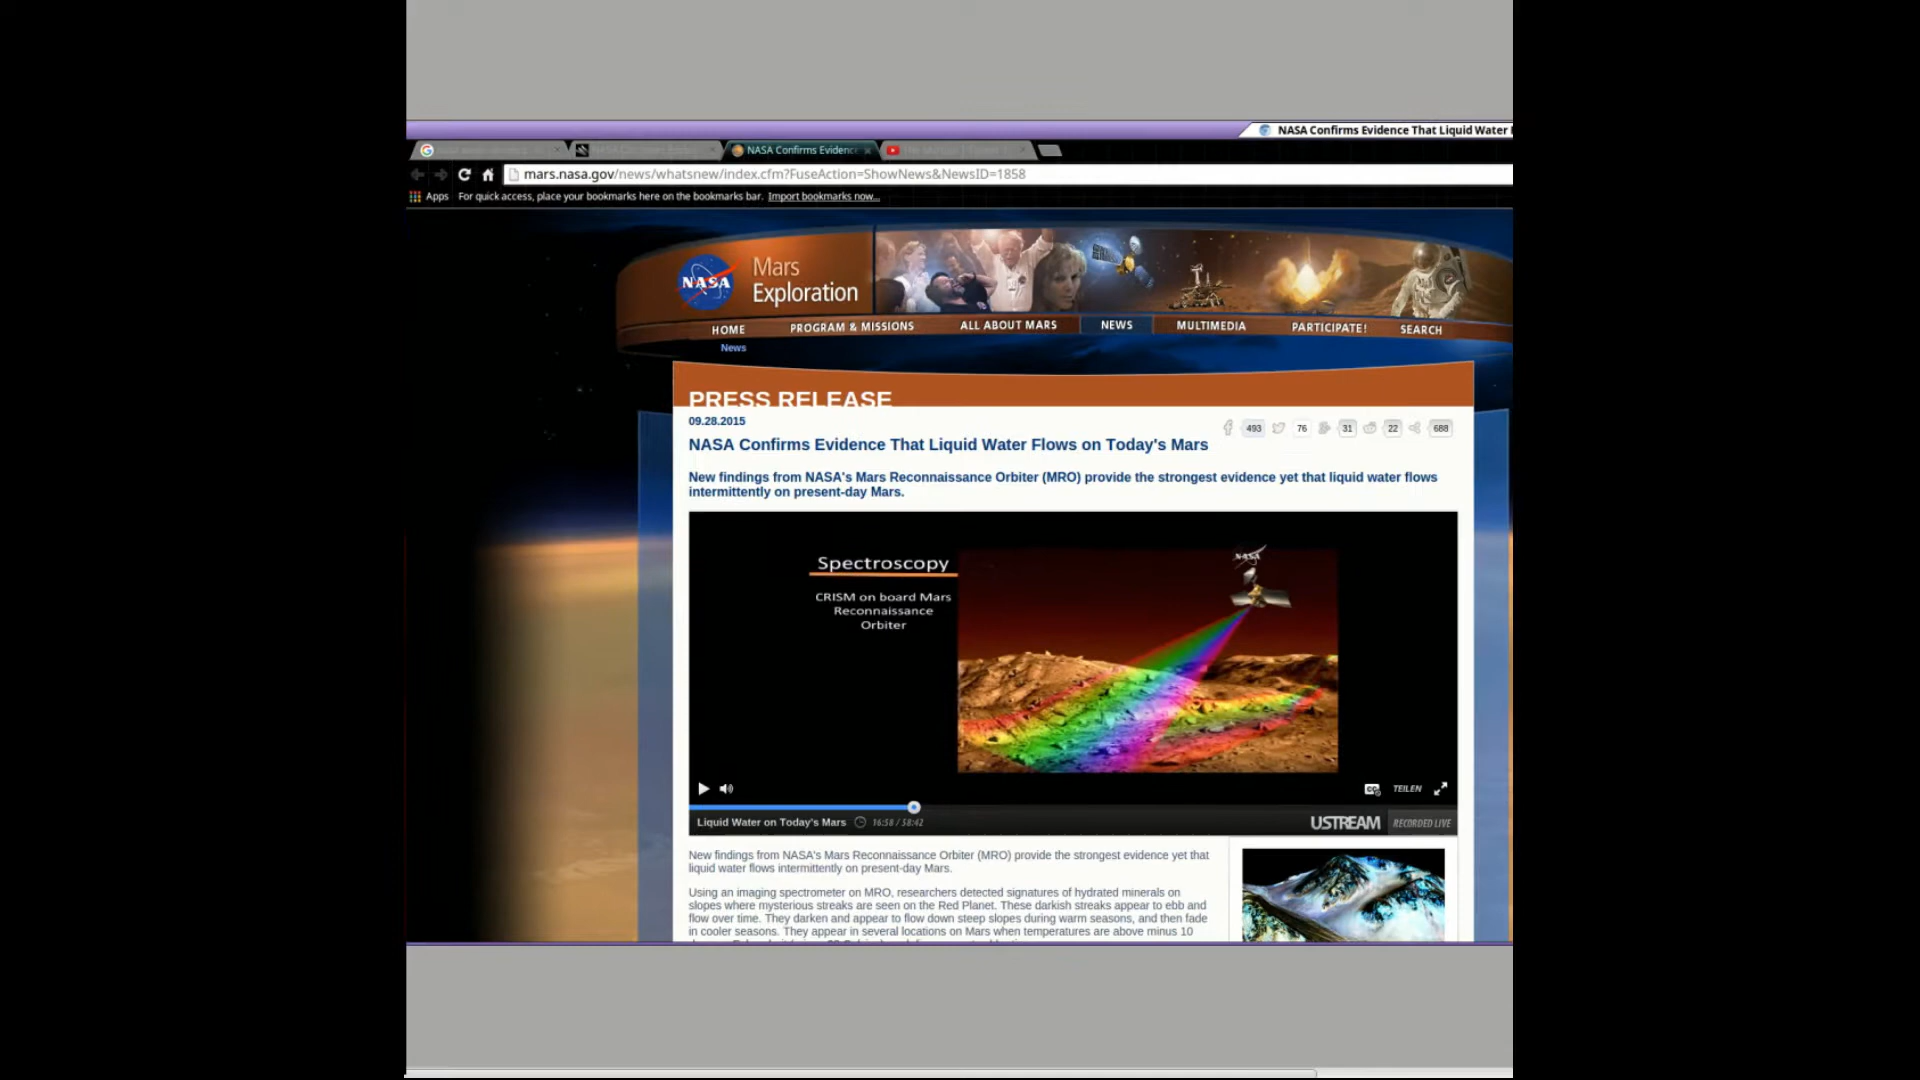 NASA Confirms Evidence That Liquid Water
NASA Confirms Evidence
mars.nasa.gov/news/whatsnew/index.cfm?FuseAction=ShowNews&NewsID=1858
Apps For quick access, place your bookmarks here on the bookmarks bar. Import bookmarks now...
NASA
Mars
Exploration
HOME PROGRAM & MISSIONS ALL ABOUT MARS NEWS MULTIMEDIA PARTICIPATE! SEARCH
News
PRESS RELEASE
09.28.2015
493 76 31 22 688
NASA Confirms Evidence That Liquid Water Flows on Today's Mars
New findings from NASA's Mars Reconnaissance Orbiter (MRO) provide the strongest evidence yet that liquid water flows
intermittently on present-day Mars.
NASA
Spectroscopy
CRISM on board Mars
Reconnaissance
Orbiter
CC TEILEN
Liquid Water on Today's Mars 16:58 / 58:42
USTREAM RECORDED LIVE
New findings from NASA's Mars Reconnaissance Orbiter (MRO) provide the strongest evidence yet that
liquid water flows intermittently on present-day Mars.
Using an imaging spectrometer on MRO, researchers detected signatures of hydrated minerals on
slopes where mysterious streaks are seen on the Red Planet. These darkish streaks appear to ebb and
flow over time. They darken and appear to flow down steep slopes during warm seasons, and then fade
in cooler seasons. They appear in several locations on Mars when temperatures are above minus 10